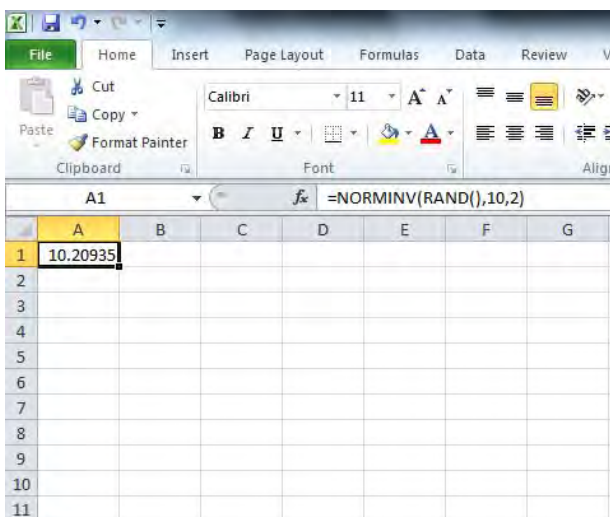 File Home Insert Page Layout Formulas Data Review V
Cut
Copy
Paste
Format Painter
Clipboard
Calibri 11 A A
B I U A
Font
Alig
A1 fx =NORMINV(RAND(),10,2)
A B C D E F G
1 10.20935
2
3
4
5
6
7
8
9
10
11